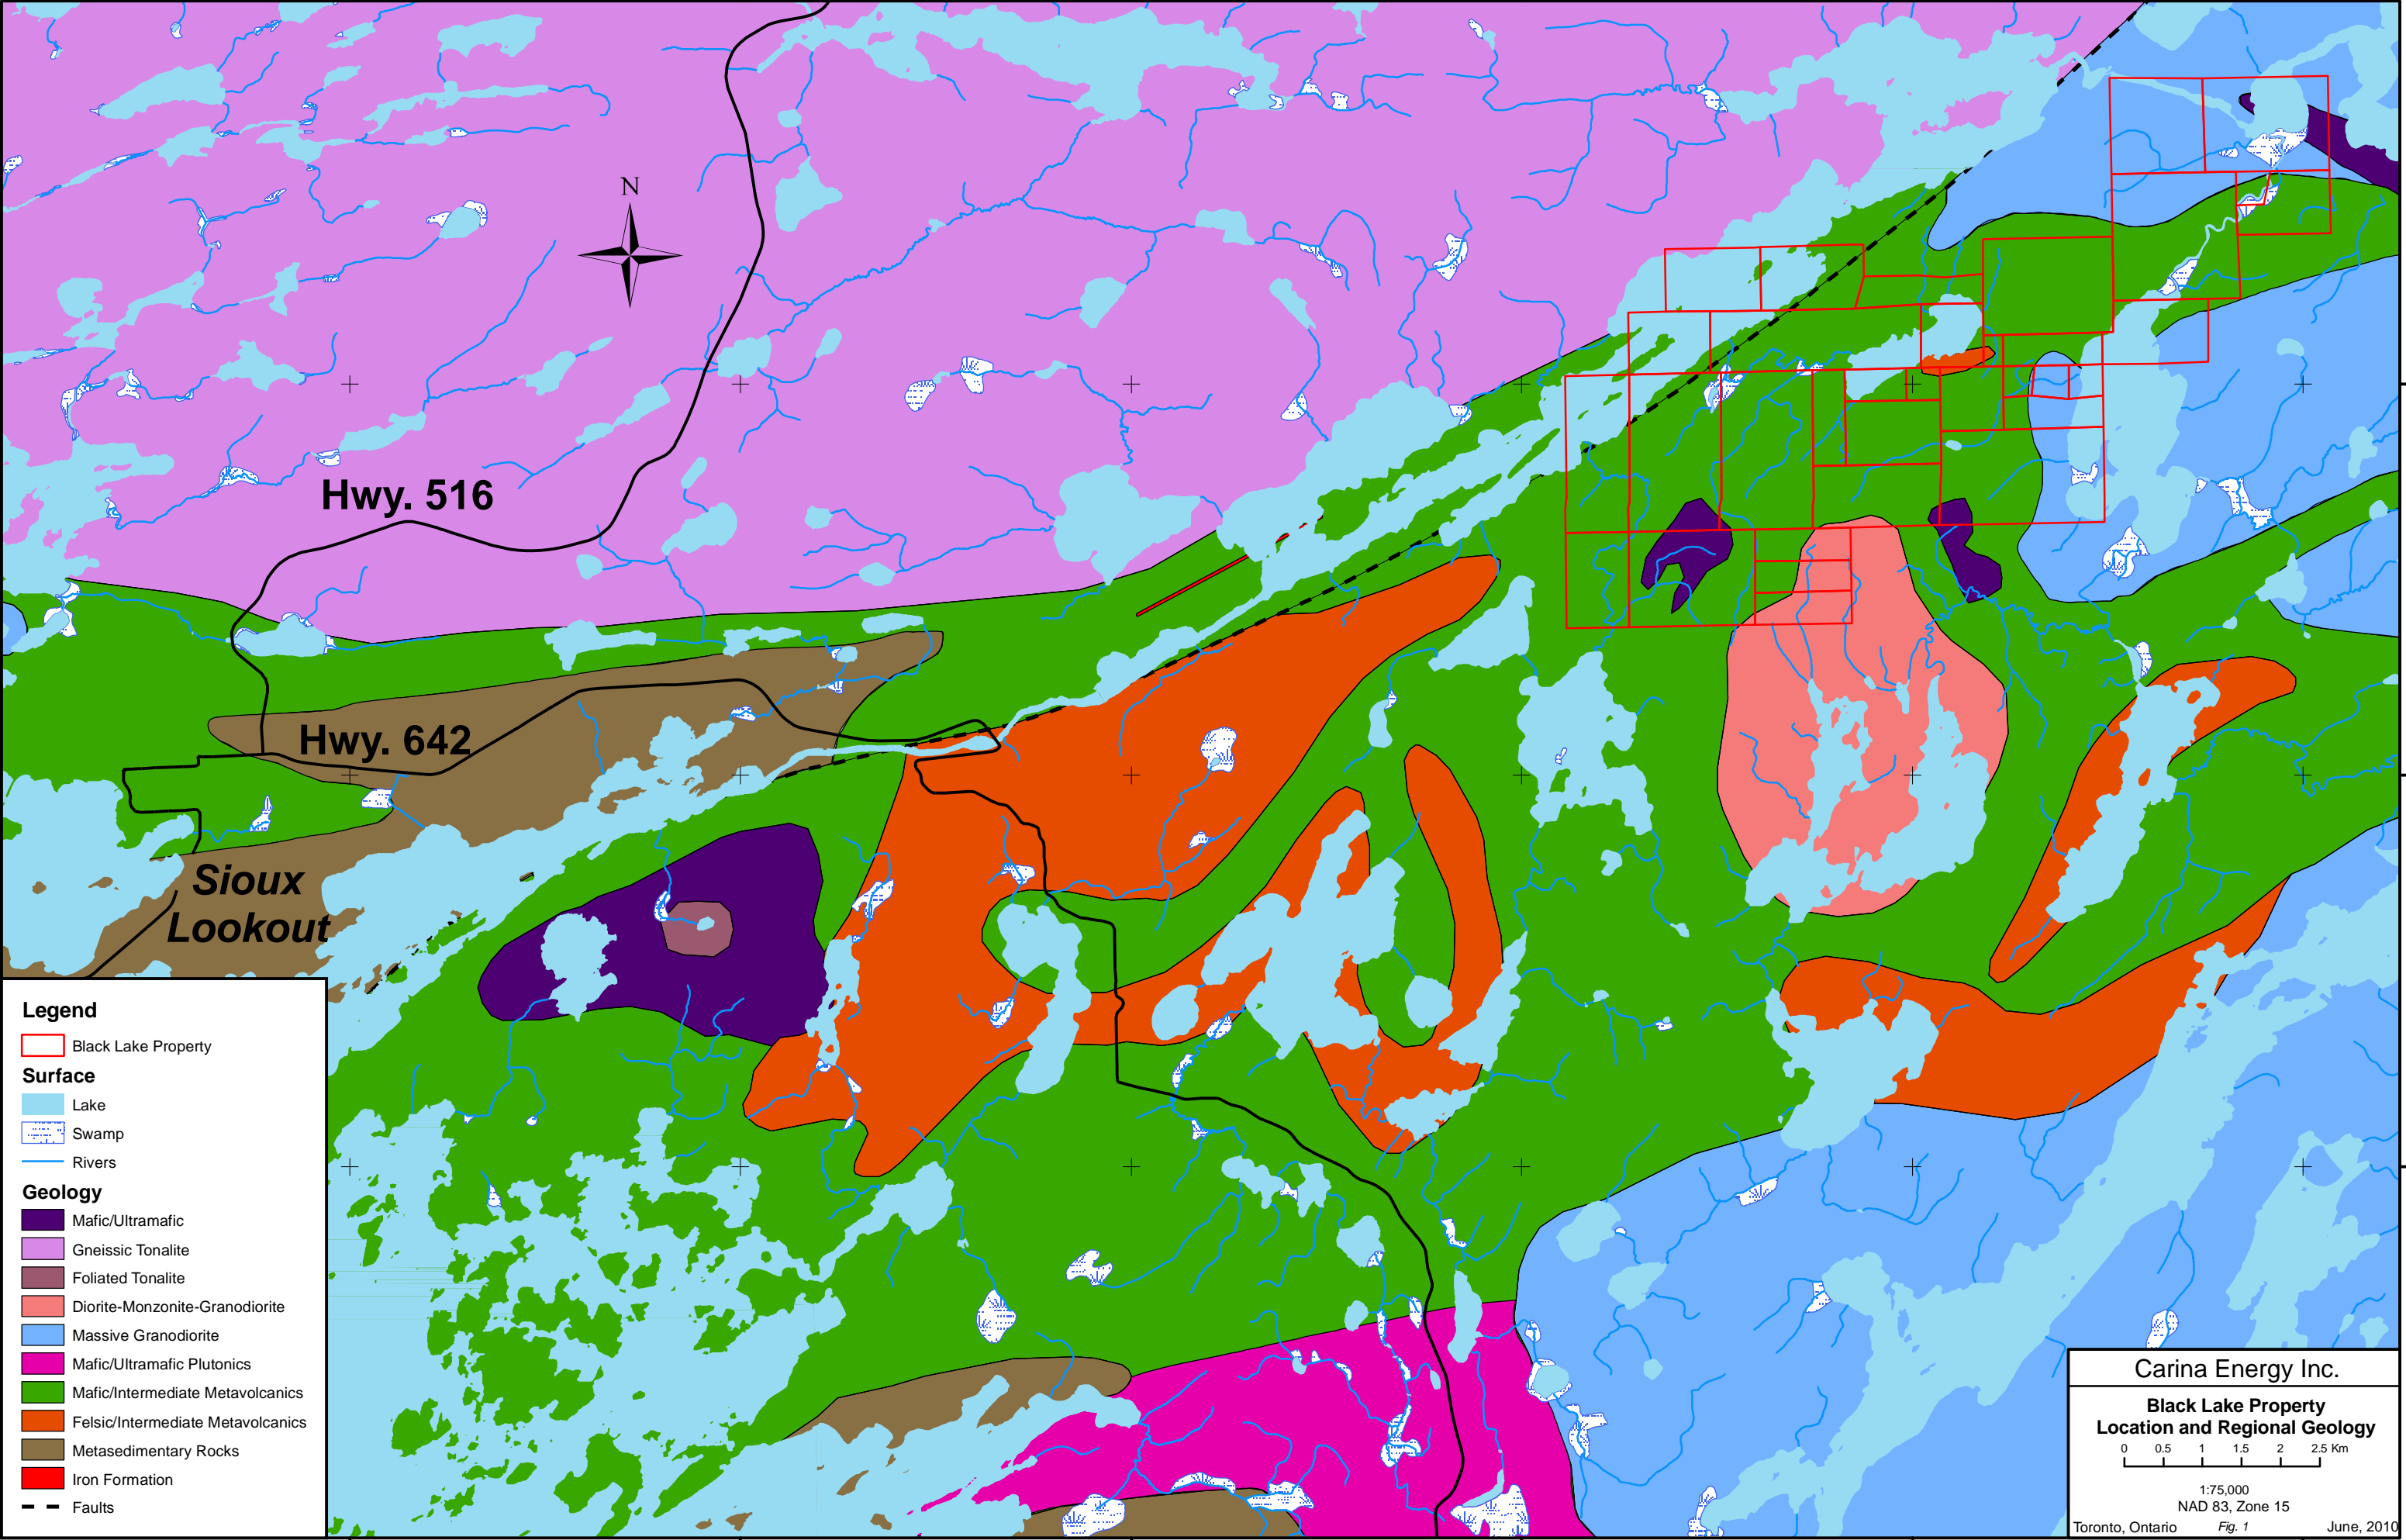 N
Hwy. 516
Hwy. 642
Sioux
Lookout
Legend
Black Lake Property
Surface
Lake
Swamp
Rivers
Geology
Mafic/Ultramafic
Gneissic Tonalite
Foliated Tonalite
Diorite-Monzonite-Granodiorite
Massive Granodiorite
Mafic/Ultramafic Plutonics
Mafic/Intermediate Metavolcanics
Felsic/Intermediate Metavolcanics
Metasedimentary Rocks
Iron Formation
Faults
Carina Energy Inc.
Black Lake Property
Location and Regional Geology
0 0.5 1 1.5 2 2.5 Km
1:75,000
NAD 83, Zone 15
Toronto, Ontario Fig. 1 June, 2010